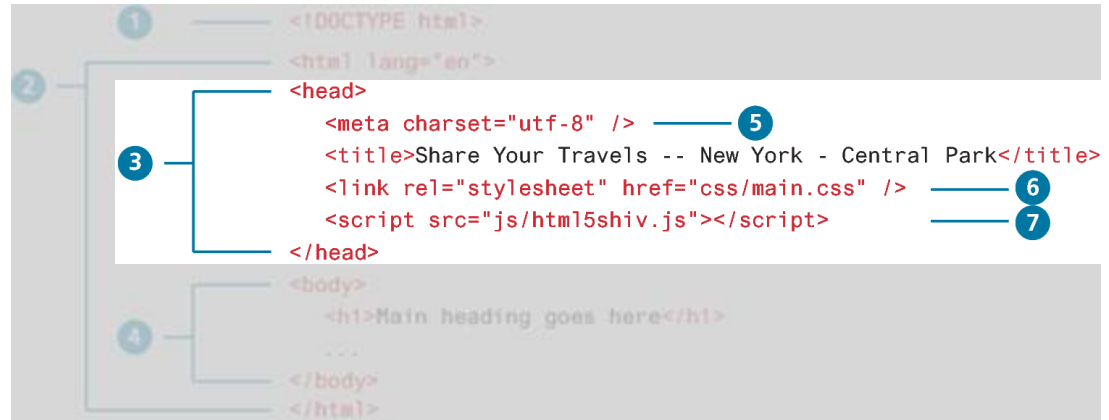 1 <!DOCTYPE html>
2 <html lang="en">
<head>
<meta charset="utf-8" /> 5
3 <title>Share Your Travels -- New York - Central Park</title>
<link rel="stylesheet" href="css/main.css" /> 6
<script src="js/html5shiv.js"></script> 7
</head>
<body>
<h1>Main heading goes here</h1>
4 ...
</body>
</html>